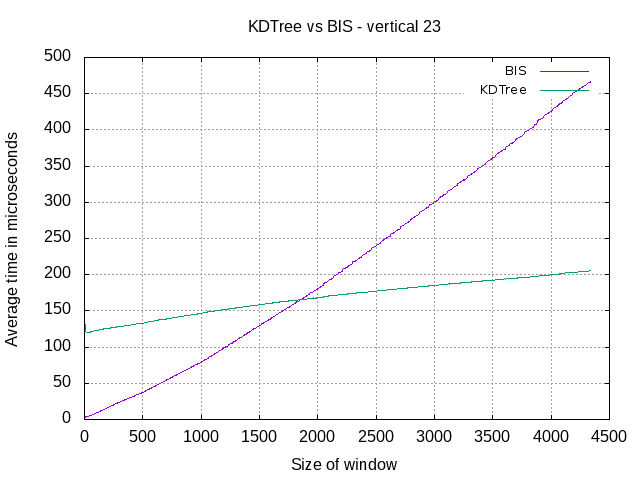 KDTree vs BIS - vertical 23
BIS
KDTree
500
450
400
350
300
250
200
150
100
50
0
Average time in microseconds
0 500 1000 1500 2000 2500 3000 3500 4000 4500
Size of window